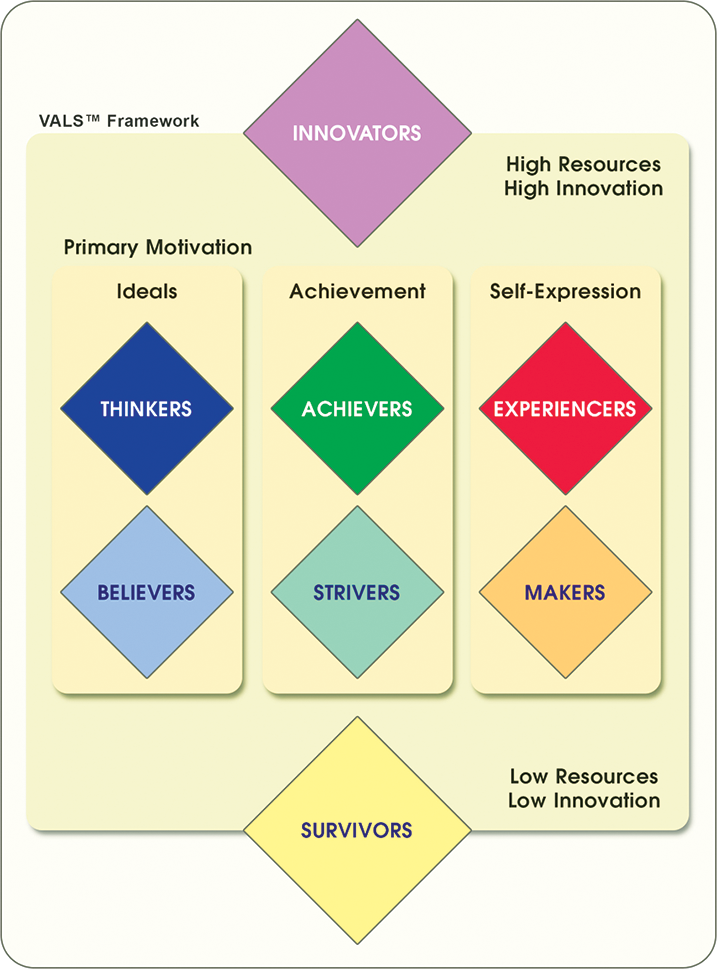 INNOVATORS
VALS™ Framework
High Resources
High Innovation
Primary Motivation
Ideals
Achievement
Self-Expression
THINKERS
ACHIEVERS
EXPERIENCERS
BELIEVERS
STRIVERS
MAKERS
Low Resources
Low Innovation
SURVIVORS